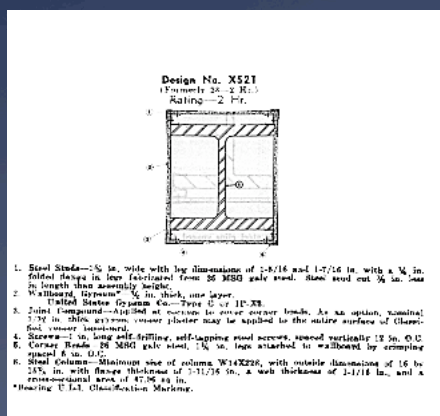 Design No. X521
(Formerly 38—2 Hr.)
Rating—2 Hr.
1. Steel Studs—1⅝ in. wide with leg dimensions of 1-5/16 and 1-7/16 in. with a ¼ in.
folded flange in legs fabricated from 25 MSG galv steel. Steel stud cut ½ in. less
in length than assembly height.
2. Wallboard, Gypsum* ½ in. thick, one layer.
United States Gypsum Co.—Type C or IP-X2.
3. Joint Compound—Applied at corners to cover corner beads. As an option, nominal
3/32 in. thick gypsum veneer plaster may be applied to the entire surface of Classi-
fied veneer baseboard.
4. Screws—1 in. long self-drilling, self-tapping steel screws, spaced vertically 12 in. O.C.
5. Corner Beads 26 MSG galv steel, 1¼ in. legs attached to wallboard by crimping
spaced 6 in. O.C.
6. Steel Column—Minimum size of column W14X228, with outside dimensions of 16 by
in. with flange thickness of 1-11/16 in., a web thickness of 1-1/16 in., and a
cross-sectional area of 67.06 sq in.
*Bearing U.L.I. Classification Marking.